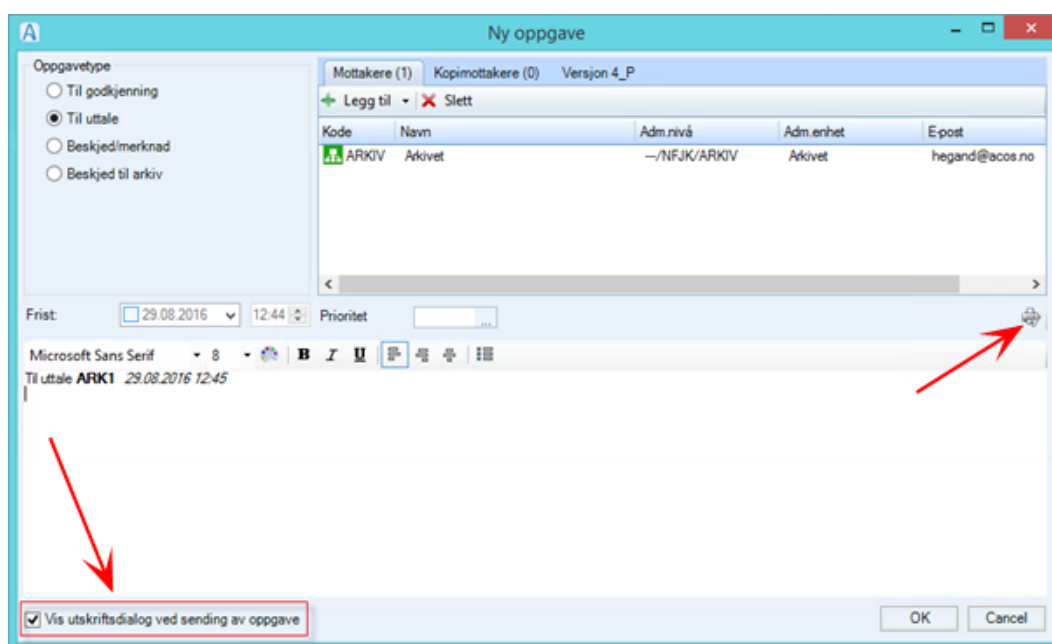 A
Ny oppgave
Oppgavetype
Til godkjenning
Til uttale
Beskjed/merknad
Beskjed til arkiv
Mottakere (1) Kopimottakere (0) Versjon 4_P
Legg til Slett
Kode Navn Adm.nivå Adm.enhet E-post
ARKIV Arkivet ---/NFJK/ARKIV Arkivet hegand@acos.no
Frist: 29.08.2016 12:44 Prioritet ...
Microsoft Sans Serif 8 B I U
Til uttale ARK1 29.08.2016 12:45
Vis utskriftsdialog ved sending av oppgave
OK Cancel